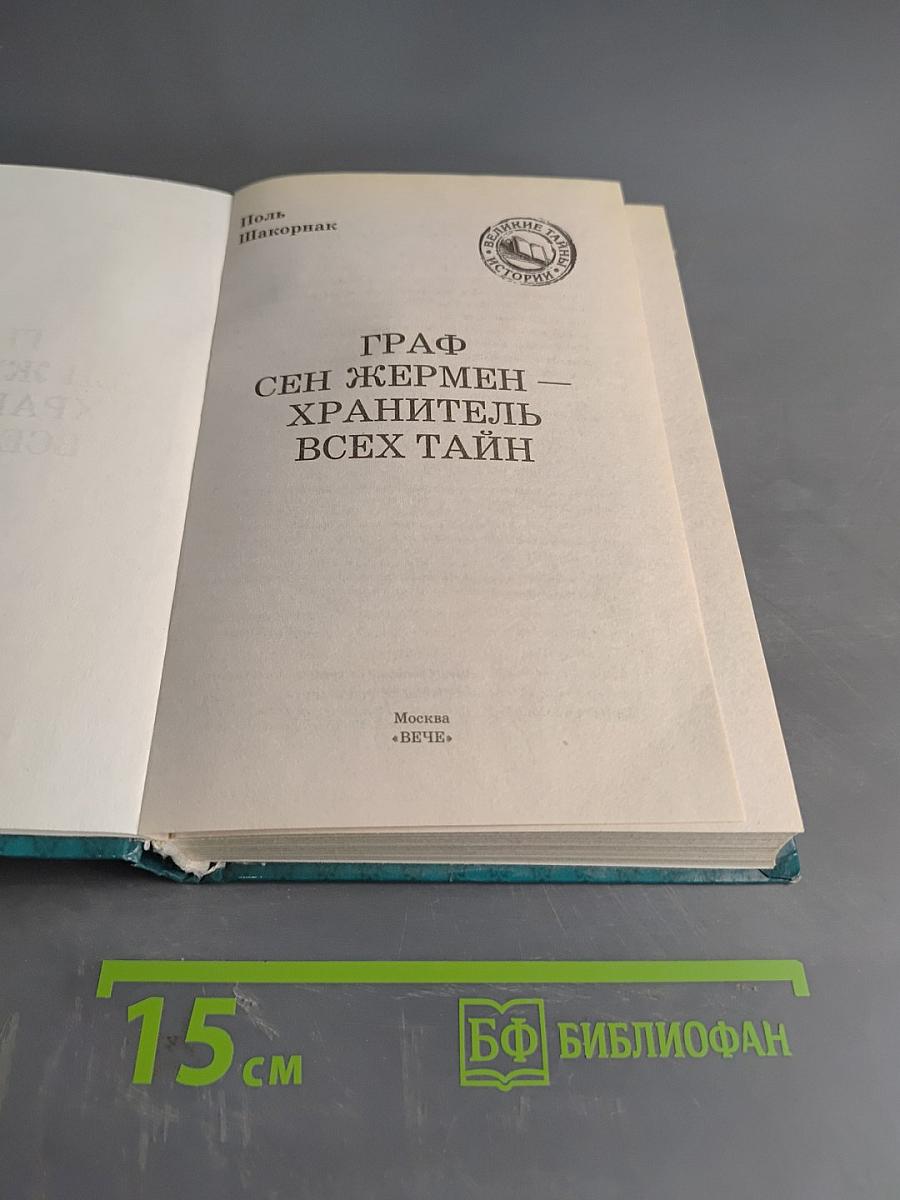 Поль
Шакорнак
ВЕЛИКИЕ ТАЙНЫ
ИСТОРИИ
ГРАФ
СЕН ЖЕРМЕН —
ХРАНИТЕЛЬ
ВСЕХ ТАЙН
Москва
«ВЕЧЕ»
15 см
БФ БИБЛИОФАН